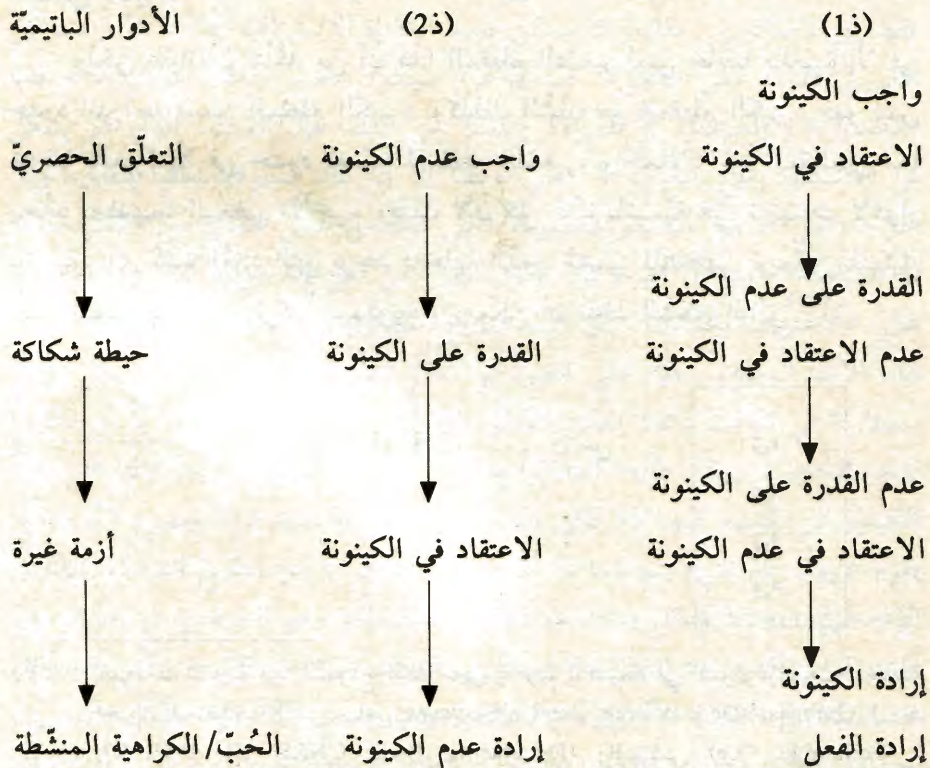 (ذ1) (ذ2) الأدوار الباتيميّة
واجب الكينونة
الاعتقاد في الكينونة واجب عدم الكينونة التعلّق الحصريّ
القدرة على عدم الكينونة
عدم الاعتقاد في الكينونة القدرة على الكينونة حيطة شكاكة
عدم القدرة على الكينونة
الاعتقاد في عدم الكينونة الاعتقاد في الكينونة أزمة غيرة
إرادة الكينونة
إرادة الفعل إرادة عدم الكينونة الحُبّ/الكراهية المنشّطة